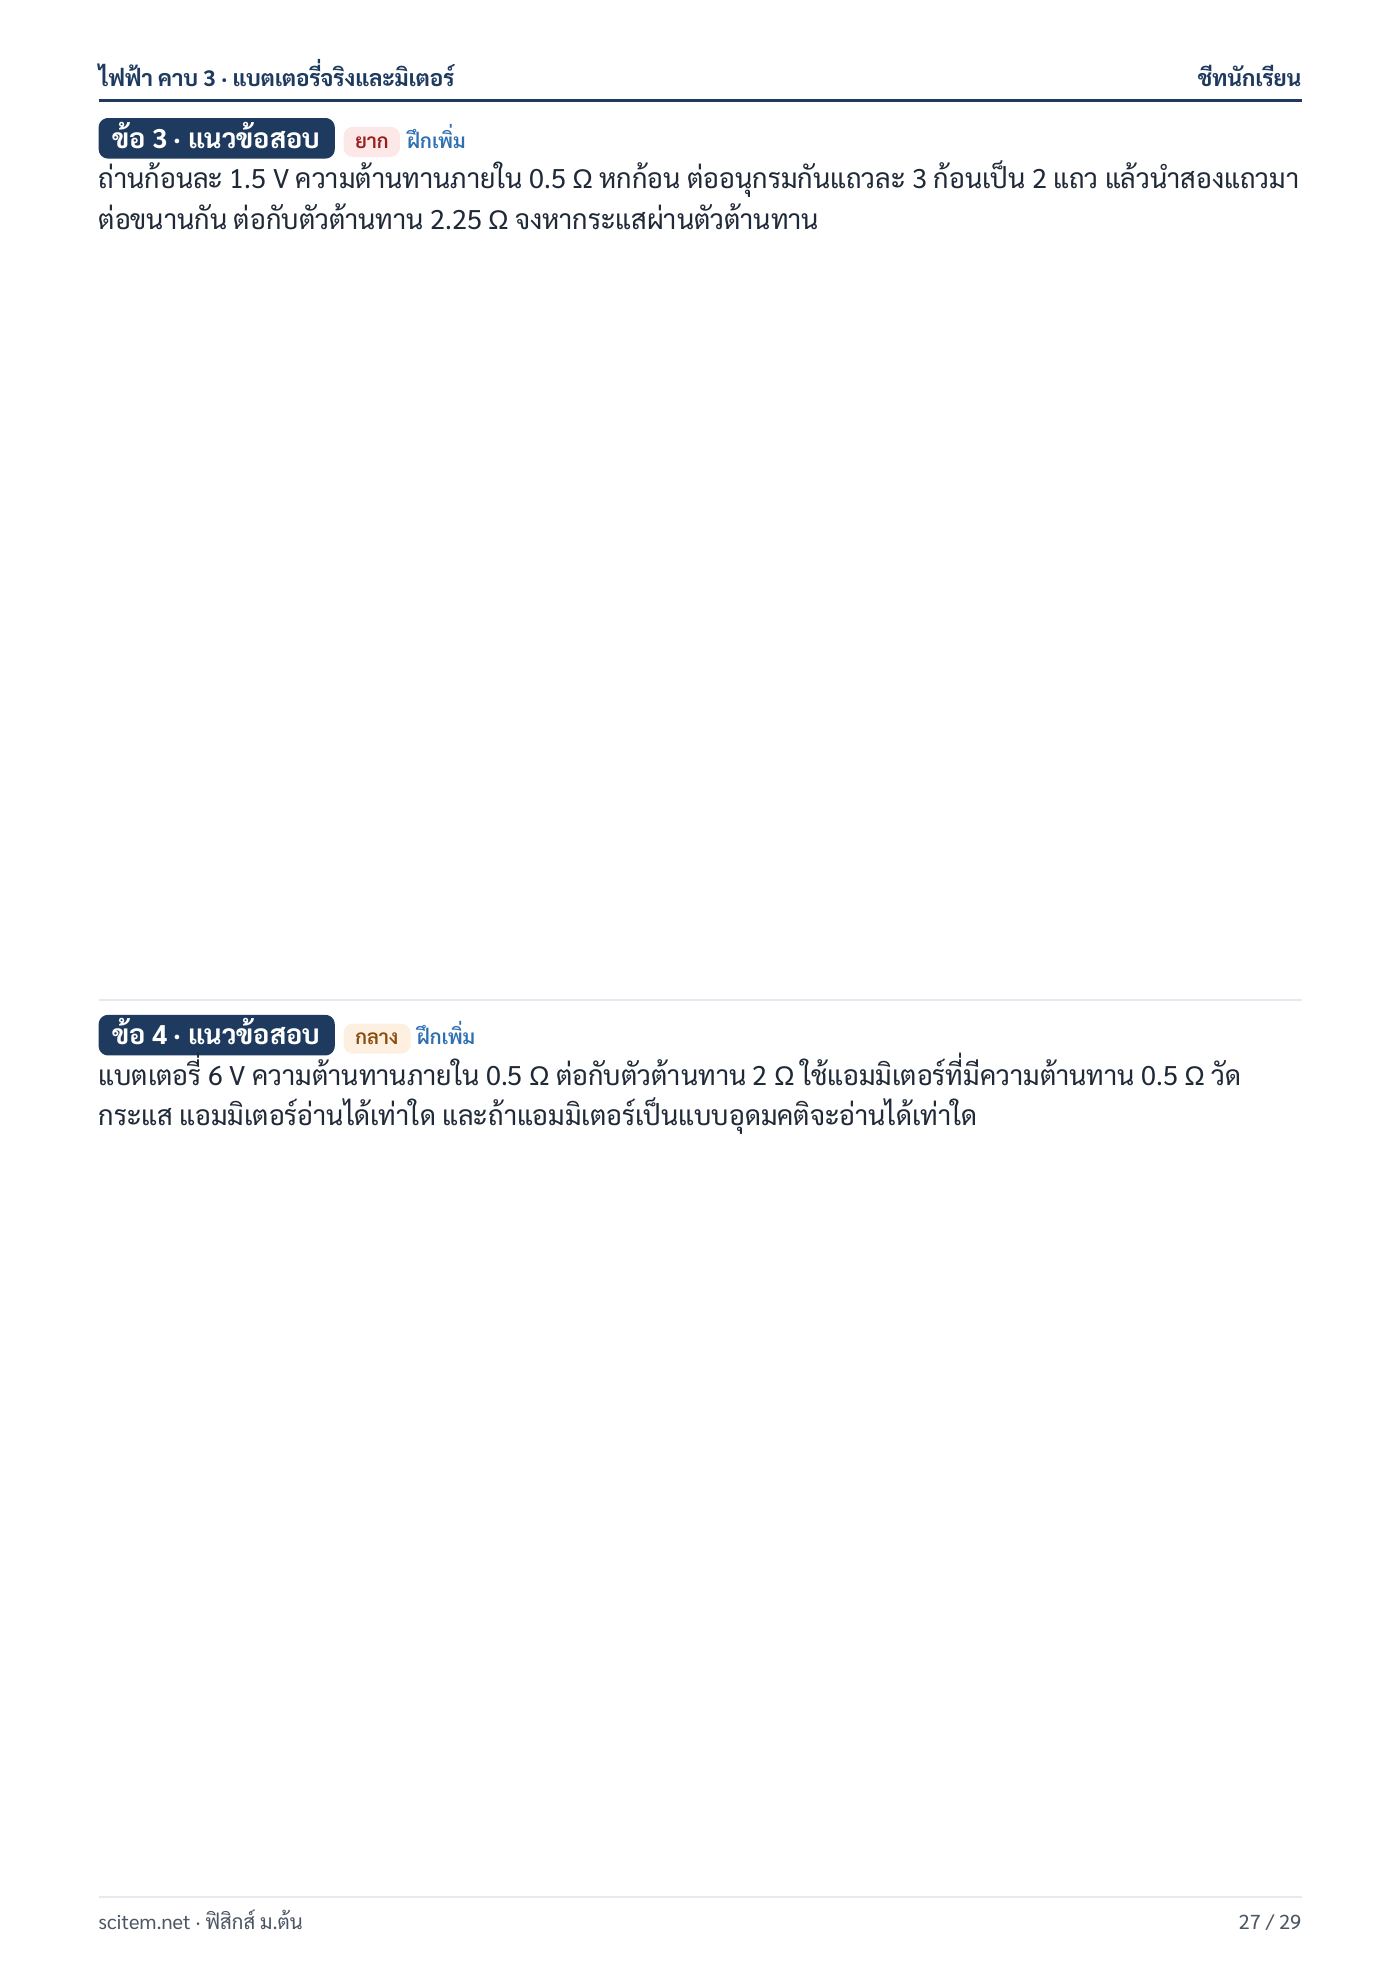 ไฟฟ้า คาบ 3 · แบตเตอรี่จริงและมิเตอร์
ชีทนักเรียน
ข้อ 3 · แนวข้อสอบ ยาก ฝึกเพิ่ม
ถ่านก้อนละ 1.5 V ความต้านทานภายใน 0.5 Ω หกก้อน ต่ออนุกรมกันแถวละ 3 ก้อนเป็น 2 แถว แล้วนำสองแถวมา
ต่อขนานกัน ต่อกับตัวต้านทาน 2.25 Ω จงหากระแสผ่านตัวต้านทาน
ข้อ 4 · แนวข้อสอบ กลาง ฝึกเพิ่ม
แบตเตอรี่ 6 V ความต้านทานภายใน 0.5 Ω ต่อกับตัวต้านทาน 2 Ω ใช้แอมมิเตอร์ที่มีความต้านทาน 0.5 Ω วัด
กระแส แอมมิเตอร์อ่านได้เท่าใด และถ้าแอมมิเตอร์เป็นแบบอุดมคติจะอ่านได้เท่าใด
scitem.net · ฟิสิกส์ ม.ต้น
27 / 29